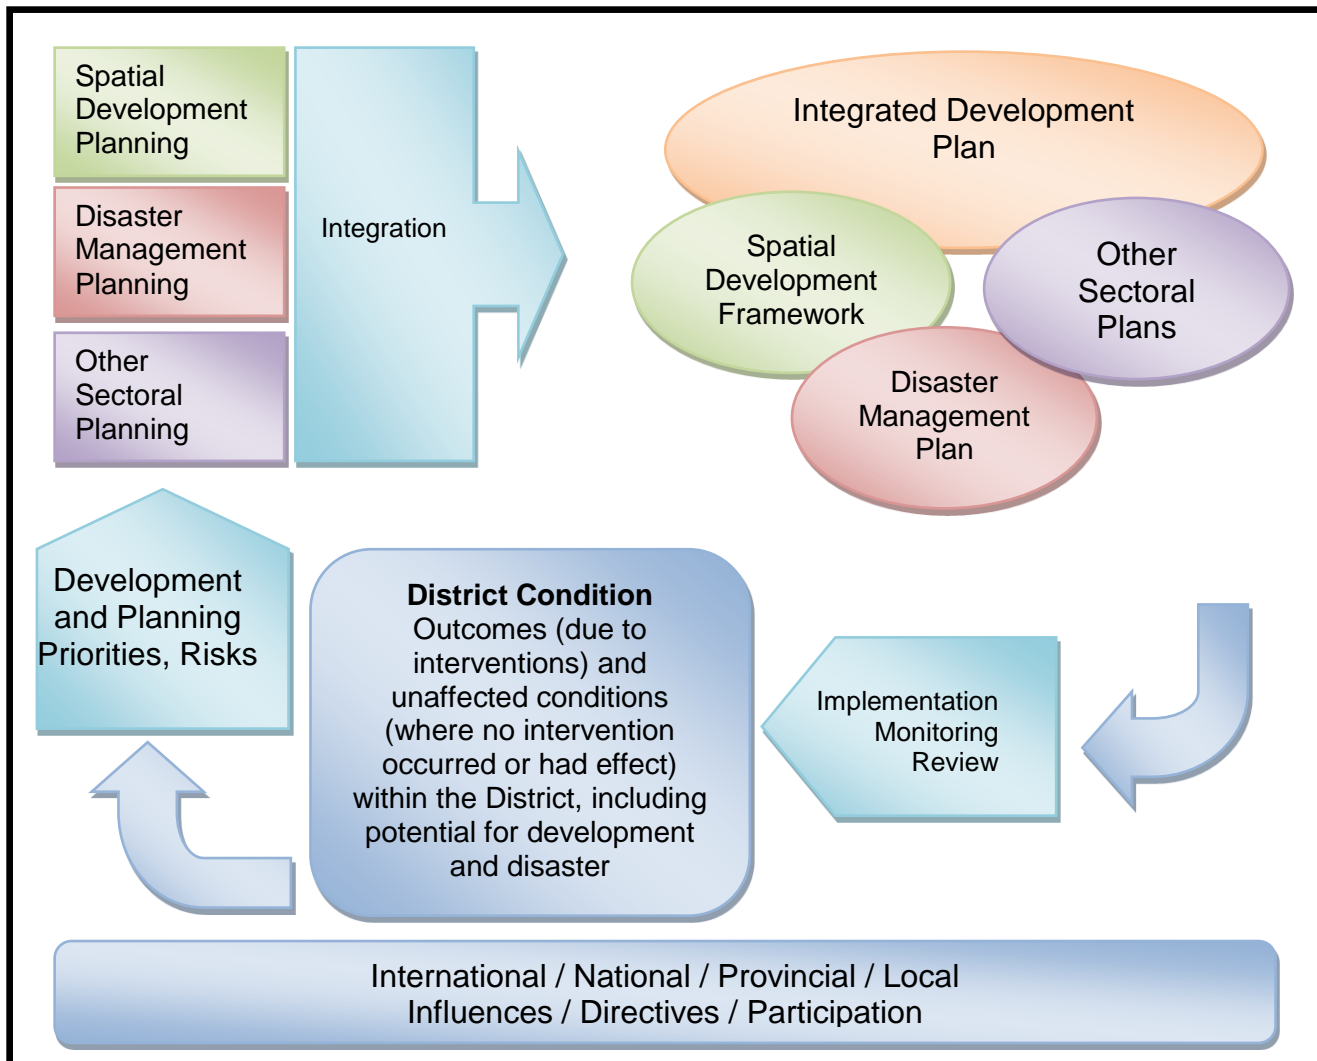 Spatial
Development
Planning
Disaster
Management
Planning
Other
Sectoral
Planning
Integration
Integrated Development
Plan
Spatial
Development
Framework
Other
Sectoral
Plans
Disaster
Management
Plan
Development
and Planning
Priorities, Risks
District Condition
Outcomes (due to
interventions) and
unaffected conditions
(where no intervention
occurred or had effect)
within the District, including
potential for development
and disaster
Implementation
Monitoring
Review
International / National / Provincial / Local
Influences / Directives / Participation